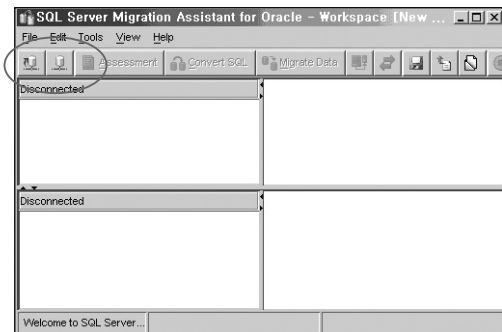 SQL Server Migration Assistant for Oracle – Workspace [New ...
File Edit Tools View Help
Assessment Convert SQL Migrate Data
Disconnected
Disconnected
Welcome to SQL Server...